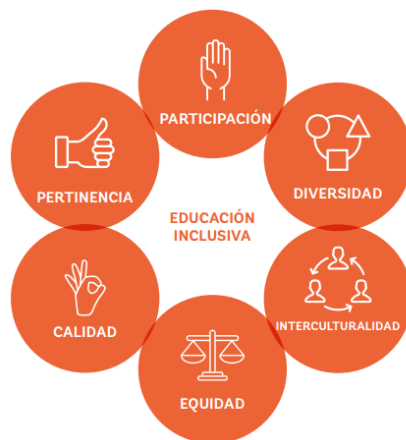 PARTICIPACIÓN
PERTINENCIA
DIVERSIDAD
EDUCACIÓN
INCLUSIVA
CALIDAD
INTERCULTURALIDAD
EQUIDAD